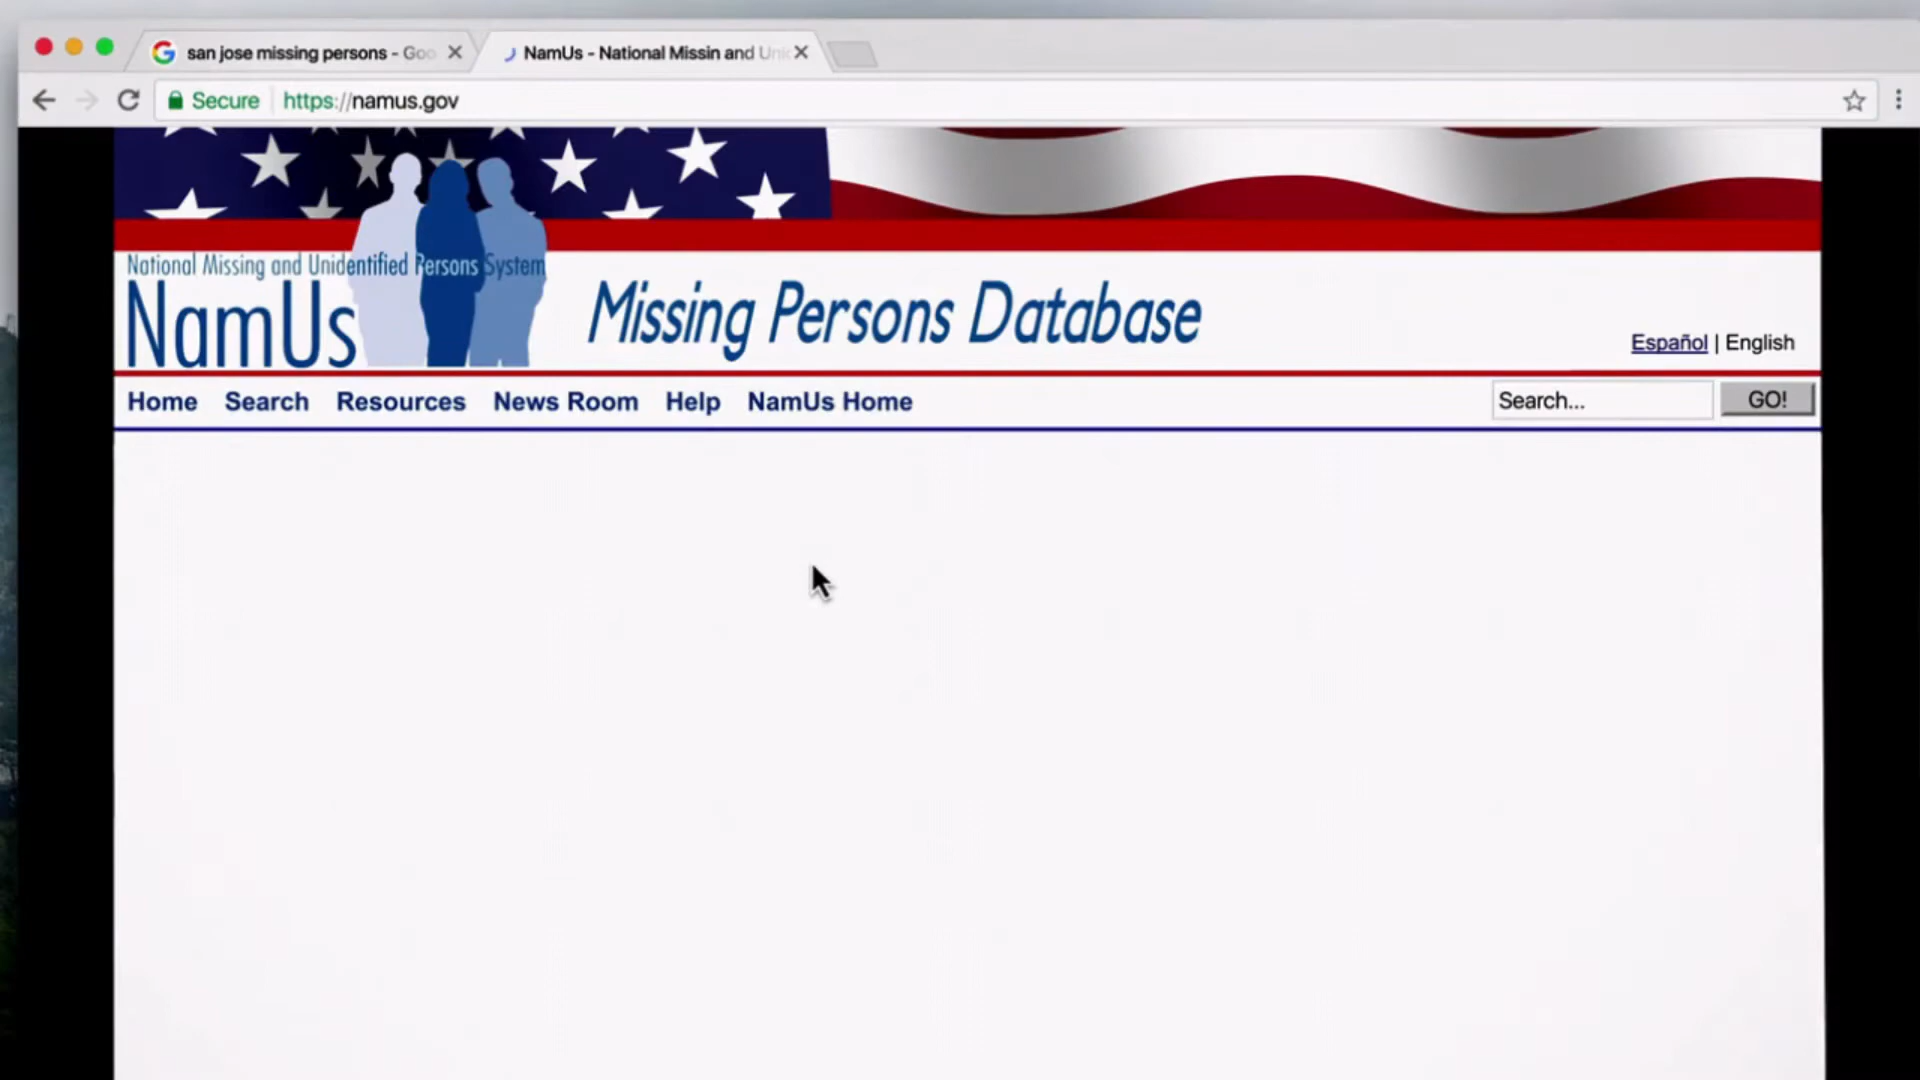 san jose missing persons - Goo
NamUs - National Missin and Uni
Secure
https://namus.gov
National Missing and Unidentified Persons System
NamUs
Missing Persons Database
Español | English
Home Search Resources News Room Help NamUs Home
Search...
GO!